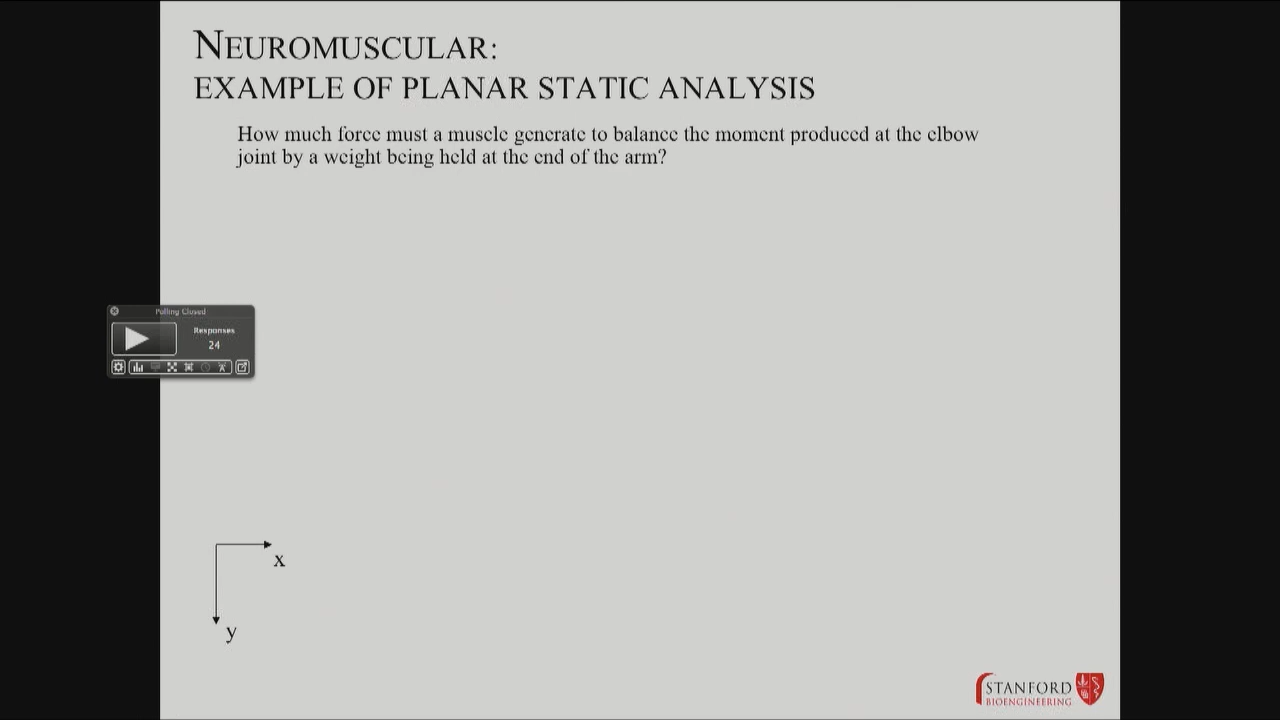 NEUROMUSCULAR:
EXAMPLE OF PLANAR STATIC ANALYSIS
How much force must a muscle generate to balance the moment produced at the elbow
joint by a weight being held at the end of the arm?
Polling Closed
Responses
24
x
y
STANFORD
BIOENGINEERING